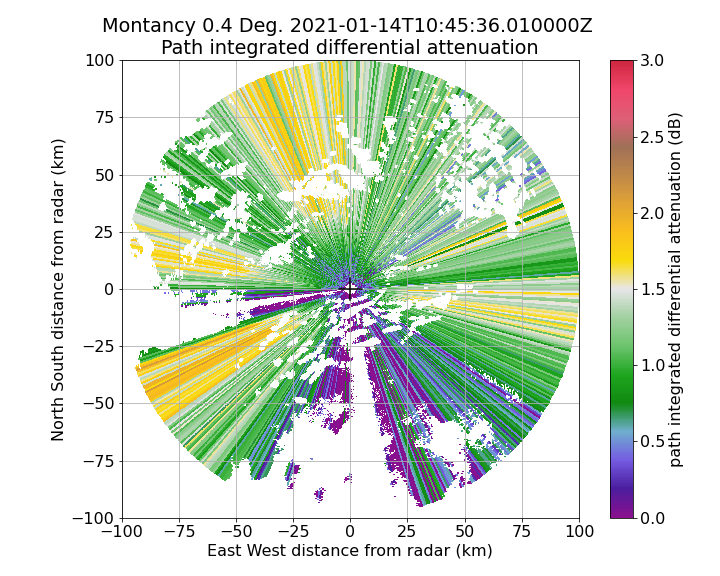 Montancy 0.4 Deg. 2021-01-14T10:45:36.010000Z
Path integrated differential attenuation
100
75
50
25
0
−25
−50
−75
−100
North South distance from radar (km)
−100 −75 −50 −25 0 25 50 75 100
East West distance from radar (km)
3.0
2.5
2.0
1.5
1.0
0.5
0.0
path integrated differential attenuation (dB)